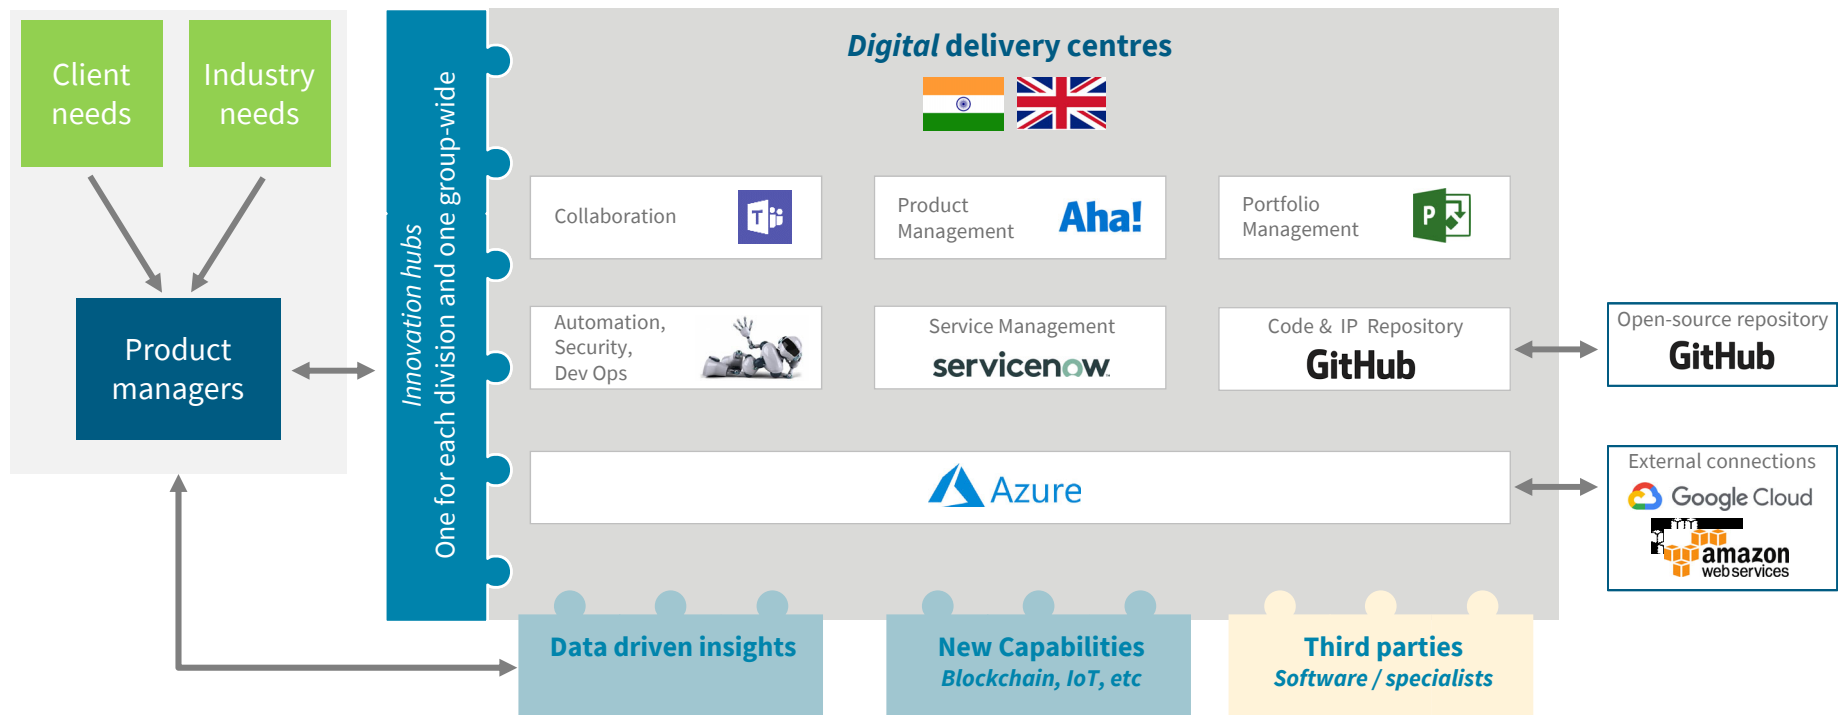 Client
needs
Industry
needs
Product
managers
Innovation hubs
One for each division and one group-wide
Digital delivery centres
Collaboration
T
Product
Management
Aha!
Portfolio
Management
P
Automation,
Security,
Dev Ops
Service Management
servicenow
Code & IP Repository
GitHub
Azure
Open-source repository
GitHub
External connections
Google Cloud
amazon
webservices
Data driven insights
New Capabilities
Blockchain, IoT, etc
Third parties
Software / specialists